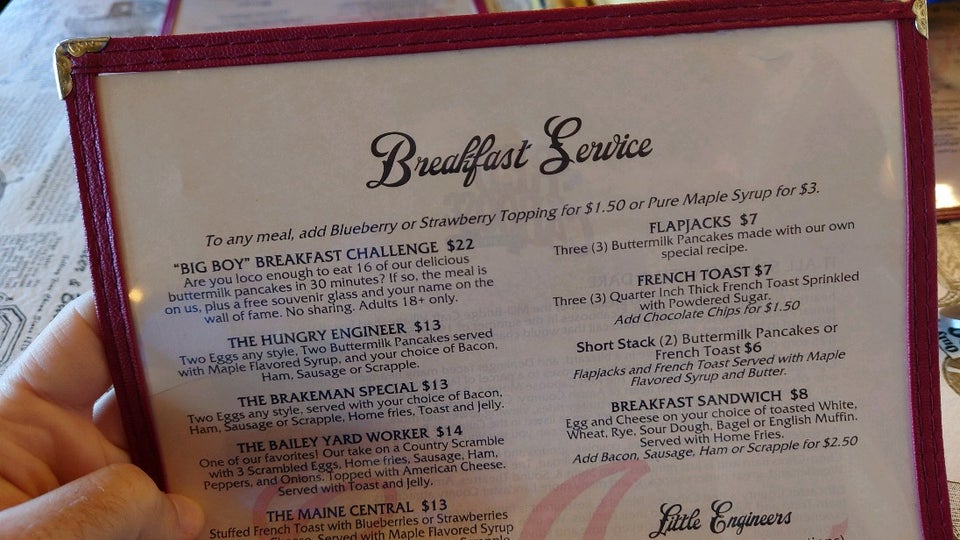 Breakfast Service
To any meal, add Blueberry or Strawberry Topping for $1.50 or Pure Maple Syrup for $3.
"BIG BOY" BREAKFAST CHALLENGE $22
Are you loco enough to eat 16 of our delicious
buttermilk pancakes in 30 minutes? If so, the meal is
on us, plus a free souvenir glass and your name on the
wall of fame. No sharing. Adults 18+ only.
THE HUNGRY ENGINEER $13
Two Eggs any style, Two Buttermilk Pancakes served
with Maple Flavored Syrup, and your choice of Bacon,
Ham, Sausage or Scrapple.
THE BRAKEMAN SPECIAL $13
Two Eggs any style, served with your choice of Bacon,
Ham, Sausage or Scrapple, Home fries, Toast and Jelly.
THE BAILEY YARD WORKER $14
One of our favorites! Our take on a Country Scramble
with 3 Scrambled Eggs, Home fries, Sausage, Ham,
Peppers, and Onions. Topped with American Cheese.
Served with Toast and Jelly.
THE MAINE CENTRAL $13
Stuffed French Toast with Blueberries or Strawberries
Cheese. Served with Maple Flavored Syrup
Scrapple
FLAPJACKS $7
Three (3) Buttermilk Pancakes made with our own
special recipe.
FRENCH TOAST $7
Three (3) Quarter Inch Thick French Toast Sprinkled
with Powdered Sugar.
Add Chocolate Chips for $1.50
Short Stack (2) Buttermilk Pancakes or
French Toast $6
Flapjacks and French Toast Served with Maple
Flavored Syrup and Butter.
BREAKFAST SANDWICH $8
Egg and Cheese on your choice of toasted White,
Wheat, Rye, Sour Dough, Bagel or English Muffin.
Served with Home Fries.
Add Bacon, Sausage, Ham or Scrapple for $2.50
Little Engineers